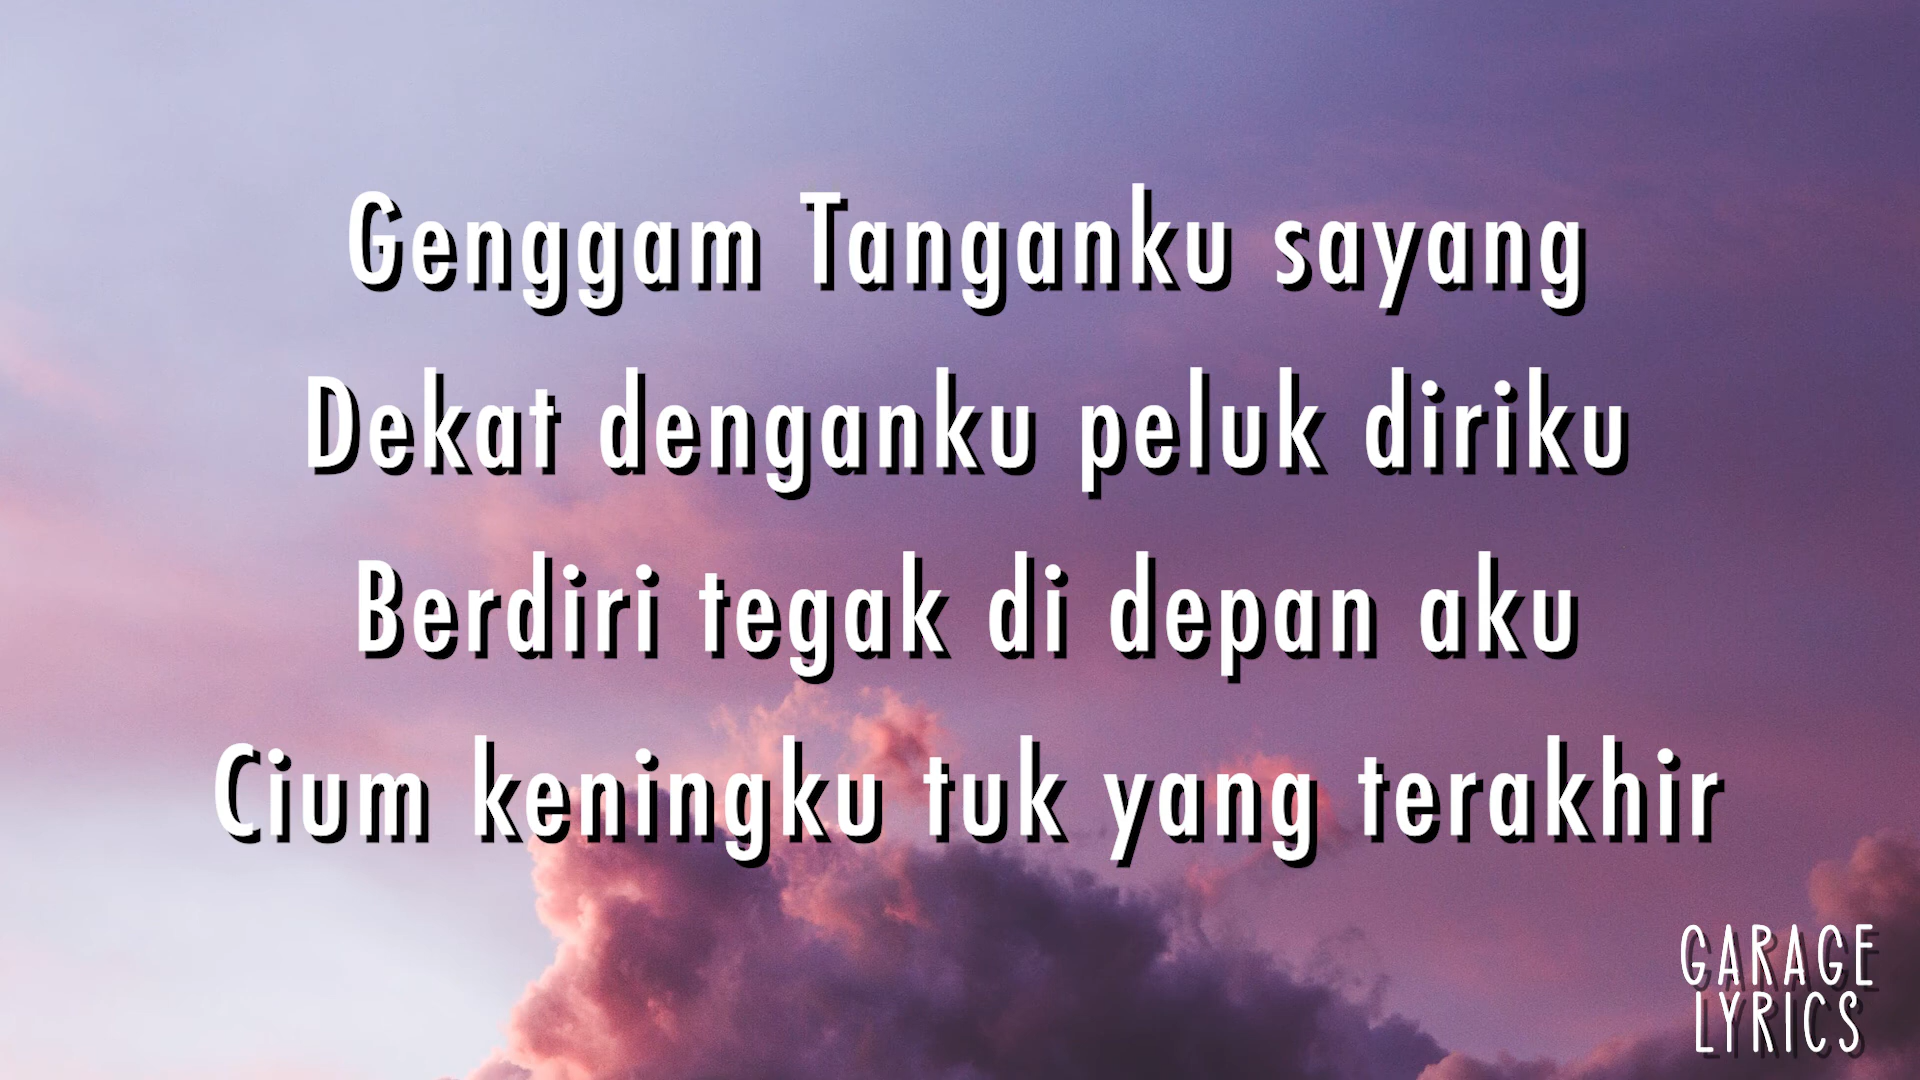 Genggam Tanganku sayang
Dekat denganku peluk diriku
Berdiri tegak di depan aku
Cium keningku tuk yang terakhir
GARAGE
LYRICS